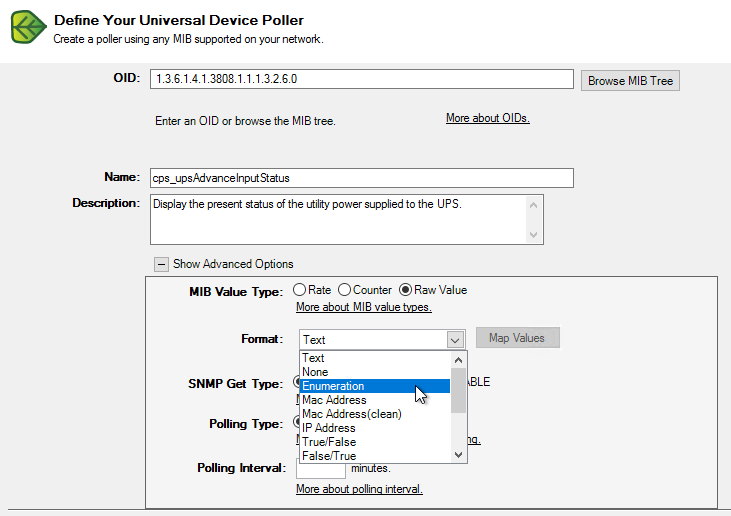 Define Your Universal Device Poller
Create a poller using any MIB supported on your network.
OID: 1.3.6.1.4.1.3808.1.1.1.3.2.6.0 Browse MIB Tree
Enter an OID or browse the MIB tree. More about OIDs.
Name: cps_upsAdvanceInputStatus
Description: Display the present status of the utility power supplied to the UPS.
Show Advanced Options
MIB Value Type: Rate Counter Raw Value
More about MIB value types.
Format: Text Map Values
Text
None
SNMP Get Type: Enumeration ABLE
Mac Address
Mac Address(clean)
Polling Type: IP Address
True/False ng.
False/True
Polling Interval: minutes.
More about polling interval.